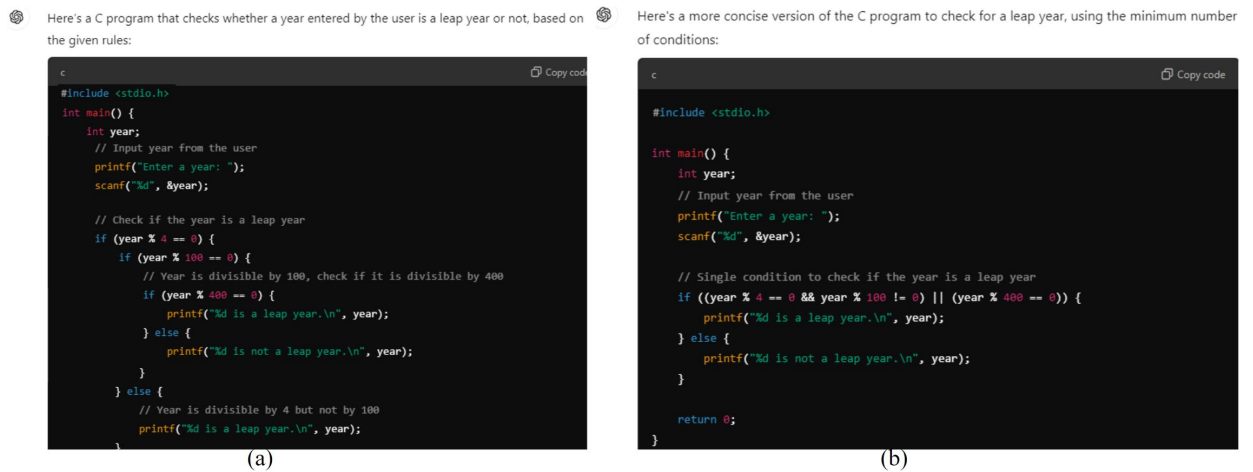 Here's a C program that checks whether a year entered by the user is a leap year or not, based on
the given rules:
c
Copy code
#include <stdio.h>
int main() {
int year;
// Input year from the user
printf("Enter a year: ");
scanf("%d", &year);
// Check if the year is a leap year
if (year % 4 == 0) {
if (year % 100 == 0) {
// Year is divisible by 100, check if it is divisible by 400
if (year % 400 == 0) {
printf("%d is a leap year.\n", year);
} else {
printf("%d is not a leap year.\n", year);
}
} else {
// Year is divisible by 4 but not by 100
printf("%d is a leap year.\n", year);
}
(a)
Here's a more concise version of the C program to check for a leap year, using the minimum number
of conditions:
c
Copy code
#include <stdio.h>
int main() {
int year;
// Input year from the user
printf("Enter a year: ");
scanf("%d", &year);
// Single condition to check if the year is a leap year
if ((year % 4 == 0 && year % 100 != 0) || (year % 400 == 0)) {
printf("%d is a leap year.\n", year);
} else {
printf("%d is not a leap year.\n", year);
}
return 0;
}
(b)